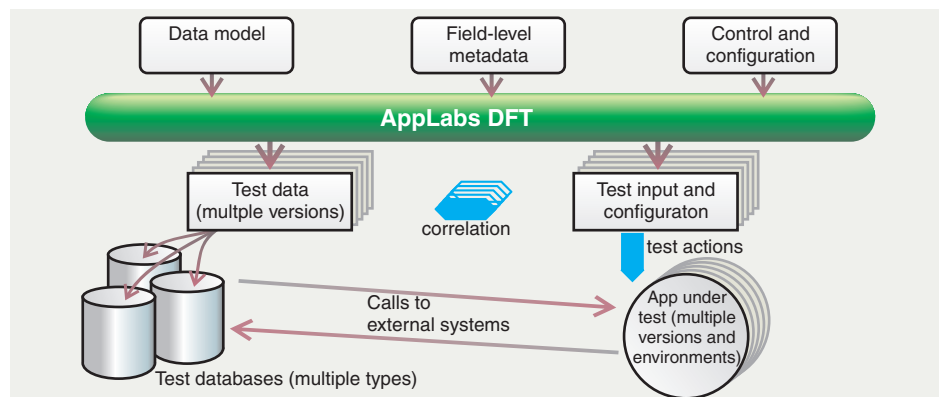 Data model
Field-level
metadata
Control and
configuration
AppLabs DFT
Test data
(multple versions)
correlation
Test input and
configuraton
test actions
Calls to
external systems
App under
test (multiple
versions and
environments)
Test databases (multiple types)